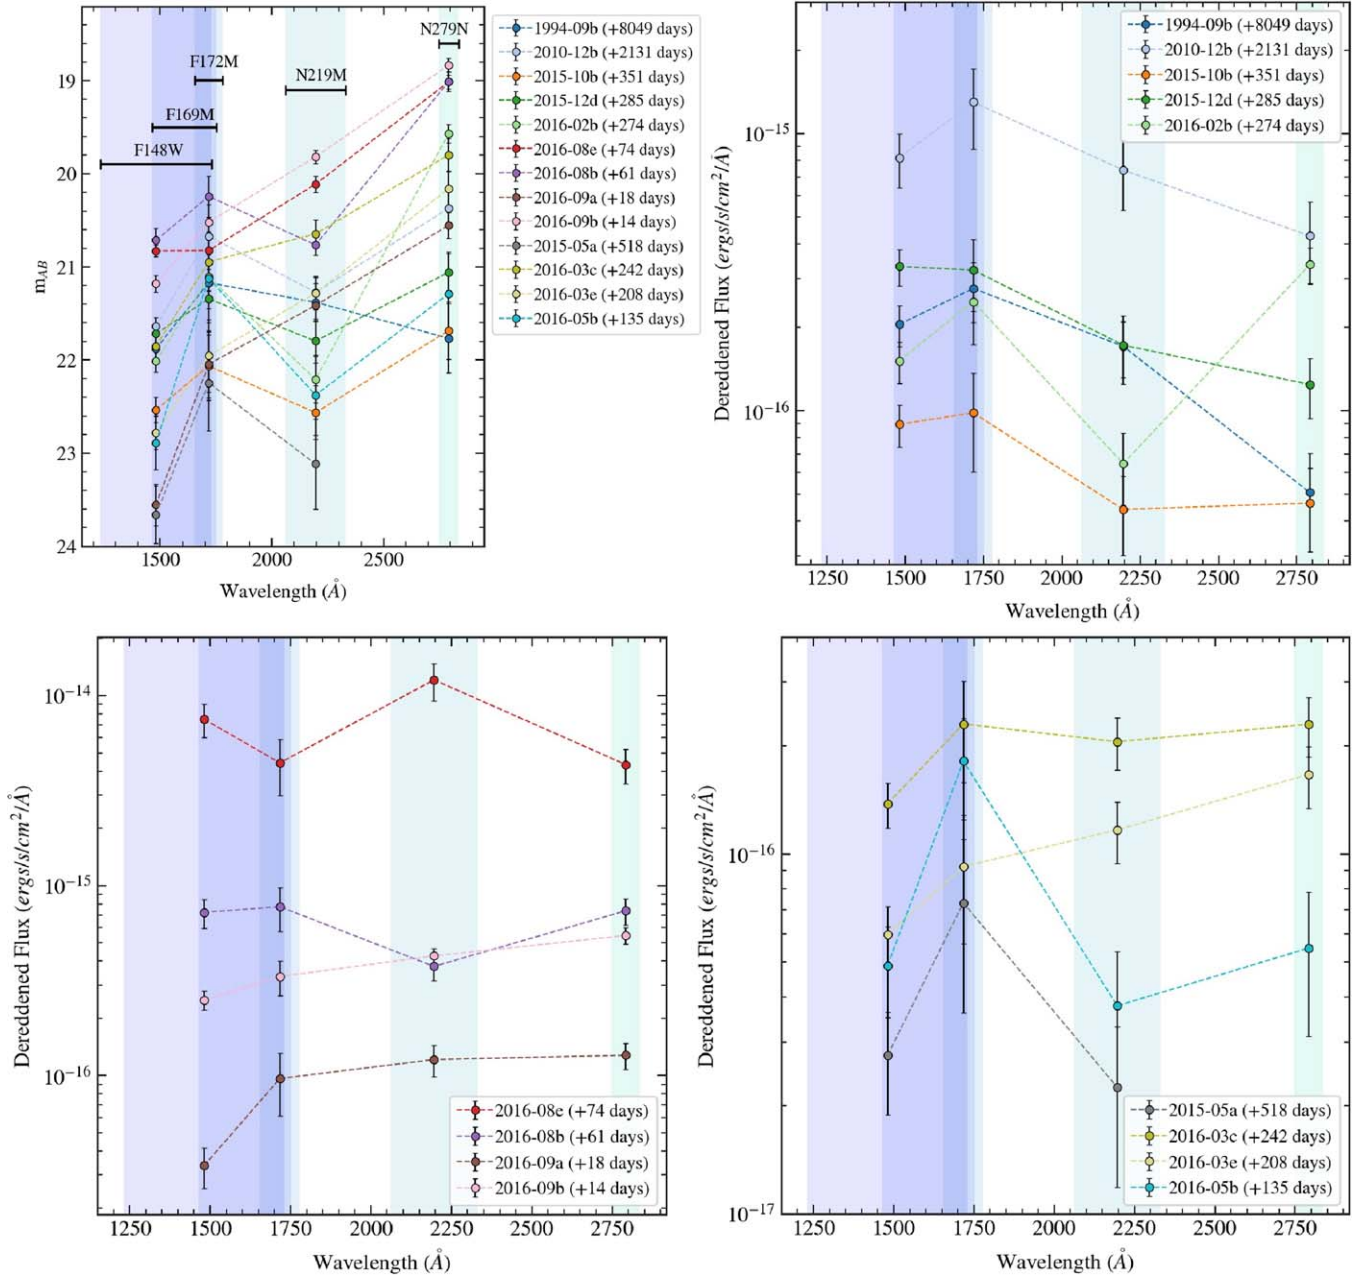 19
20
21
22
23
24
m_AB
1500
2000
2500
Wavelength (Å)
F148W
F169M
F172M
N219M
N279N
1994-09b (+8049 days)
2010-12b (+2131 days)
2015-10b (+351 days)
2015-12d (+285 days)
2016-02b (+274 days)
2016-08e (+74 days)
2016-08b (+61 days)
2016-09a (+18 days)
2016-09b (+14 days)
2015-05a (+518 days)
2016-03c (+242 days)
2016-03e (+208 days)
2016-05b (+135 days)
10⁻¹⁵
10⁻¹⁶
Dereddened Flux (ergs/s/cm²/Å)
1250
1500
1750
2000
2250
2500
2750
Wavelength (Å)
1994-09b (+8049 days)
2010-12b (+2131 days)
2015-10b (+351 days)
2015-12d (+285 days)
2016-02b (+274 days)
10⁻¹⁴
10⁻¹⁵
10⁻¹⁶
Dereddened Flux (ergs/s/cm²/Å)
1250
1500
1750
2000
2250
2500
2750
Wavelength (Å)
2016-08e (+74 days)
2016-08b (+61 days)
2016-09a (+18 days)
2016-09b (+14 days)
10⁻¹⁶
10⁻¹⁷
Dereddened Flux (ergs/s/cm²/Å)
1250
1500
1750
2000
2250
2500
2750
Wavelength (Å)
2015-05a (+518 days)
2016-03c (+242 days)
2016-03e (+208 days)
2016-05b (+135 days)